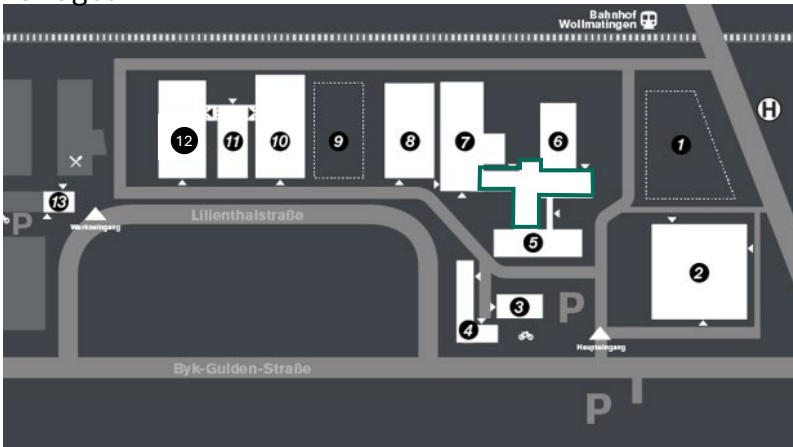 Bahnhof
Wollmatingen
H
1
12
11
10
9
8
7
6
13
P
Werkseingang
Lilienthalstraße
5
2
3
P
4
Haupteingang
Byk-Gulden-Straße
P